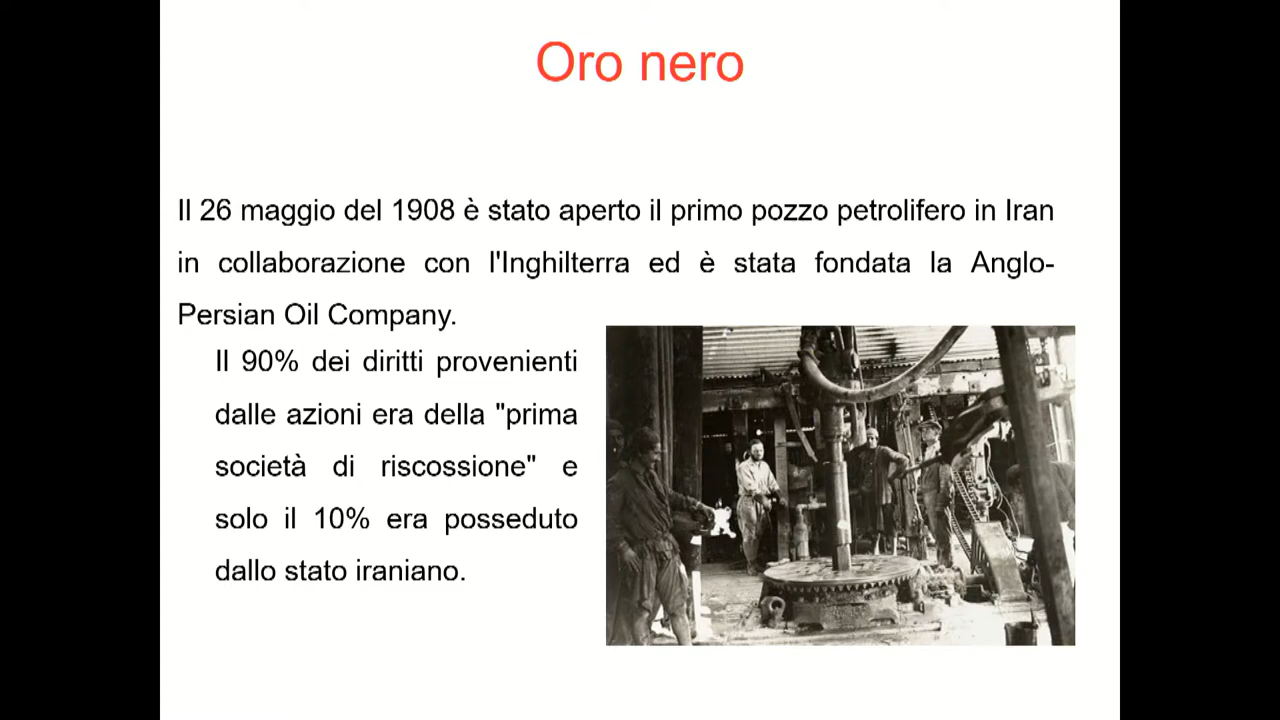 Oro nero
Il 26 maggio del 1908 è stato aperto il primo pozzo petrolifero in Iran
in collaborazione con l'Inghilterra ed è stata fondata la Anglo-
Persian Oil Company.
Il 90% dei diritti provenienti
dalle azioni era della "prima
società di riscossione" e
solo il 10% era posseduto
dallo stato iraniano.